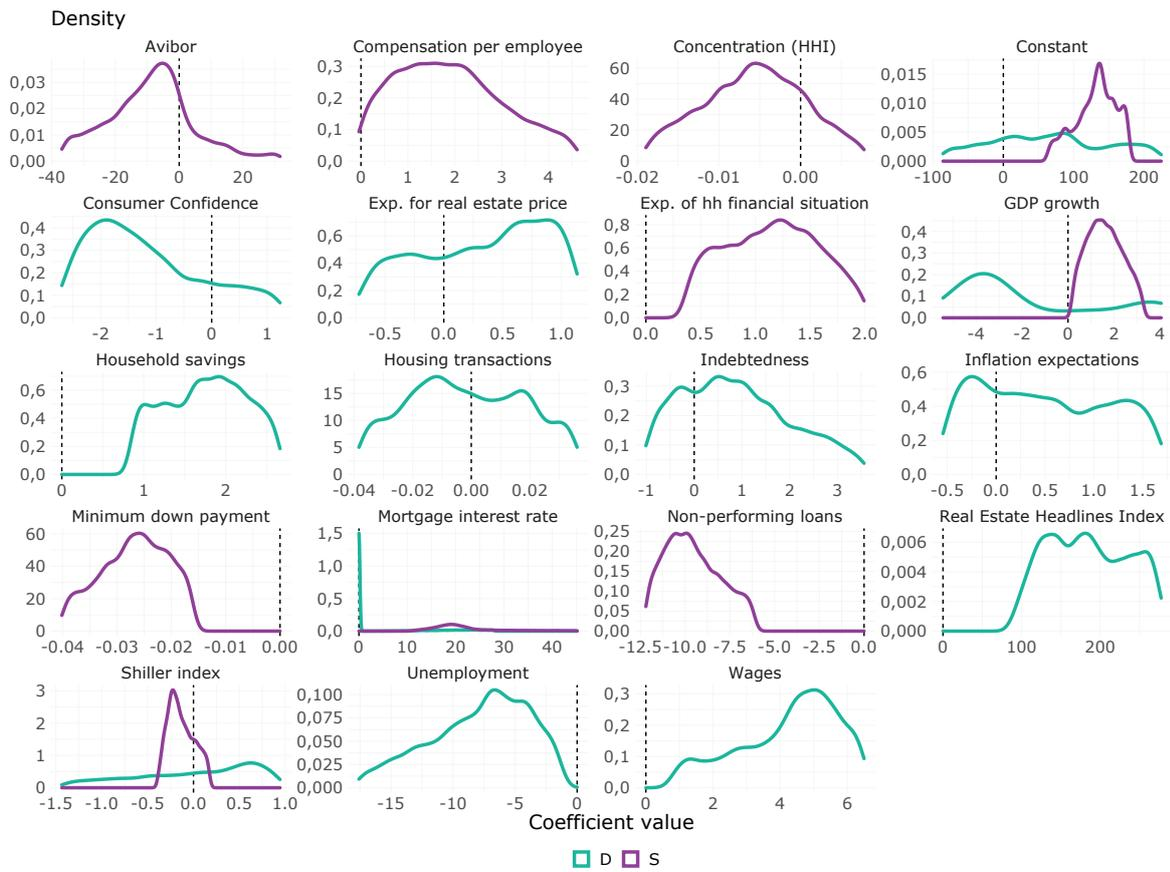 Density
Avibor
Compensation per employee
Concentration (HHI)
Constant
0,03
0,02
0,01
0,00
-40 -20 0 20
0,3
0,2
0,1
0,0
0 1 2 3 4
60
40
20
0
-0.02 -0.01 0.00
0,015
0,010
0,005
0,000
-100 0 100 200
Consumer Confidence
Exp. for real estate price
Exp. of hh financial situation
GDP growth
0,4
0,3
0,2
0,1
0,0
-2 -1 0 1
0,6
0,4
0,2
0,0
-0.5 0.0 0.5 1.0
0,8
0,6
0,4
0,2
0,0
0.0 0.5 1.0 1.5 2.0
0,4
0,3
0,2
0,1
0,0
-4 -2 0 2 4
Household savings
Housing transactions
Indebtedness
Inflation expectations
0,6
0,4
0,2
0,0
0 1 2
15
10
5
0
-0.04 -0.02 0.00 0.02
0,3
0,2
0,1
0,0
-1 0 1 2 3
0,6
0,4
0,2
0,0
-0.5 0.0 0.5 1.0 1.5
Minimum down payment
Mortgage interest rate
Non-performing loans
Real Estate Headlines Index
60
40
20
0
-0.04 -0.03 -0.02 -0.01 0.00
1,5
1,0
0,5
0,0
0 10 20 30 40
0,25
0,20
0,15
0,10
0,05
0,00
-12.5 -10.0 -7.5 -5.0 -2.5 0.0
0,006
0,004
0,002
0,000
0 100 200
Shiller index
Unemployment
Wages
3
2
1
0
-1.5 -1.0 -0.5 0.0 0.5 1.0
0,100
0,075
0,050
0,025
0,000
-15 -10 -5 0
0,3
0,2
0,1
0,0
0 2 4 6
Coefficient value
D S